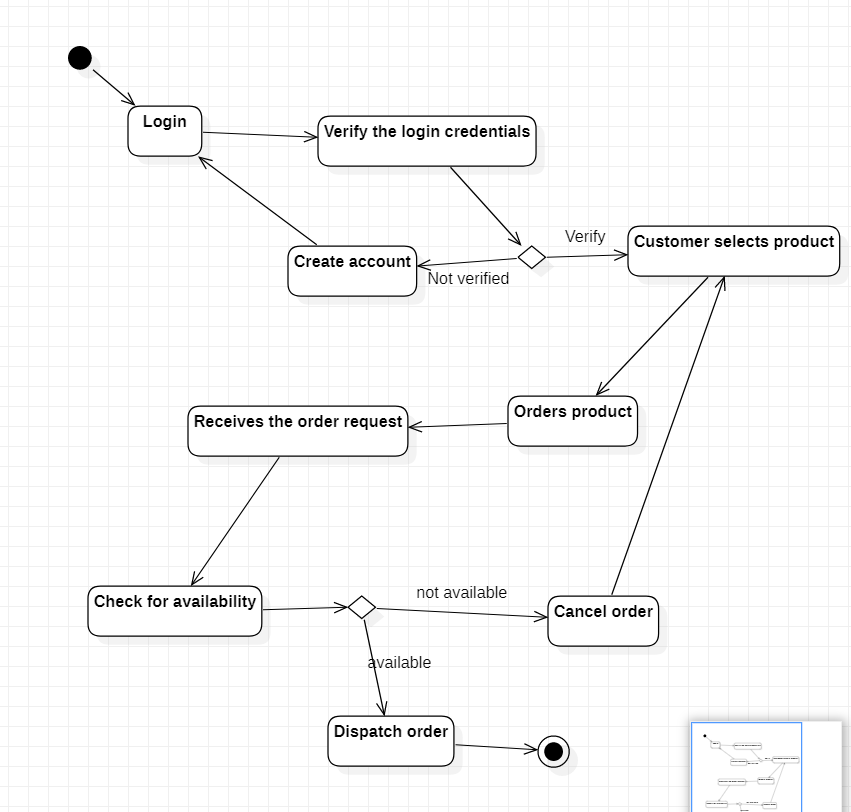 Login
Verify the login credentials
Verify
Customer selects product
Create account
Not verified
Orders product
Receives the order request
not available
Check for availability
Cancel order
available
Dispatch order